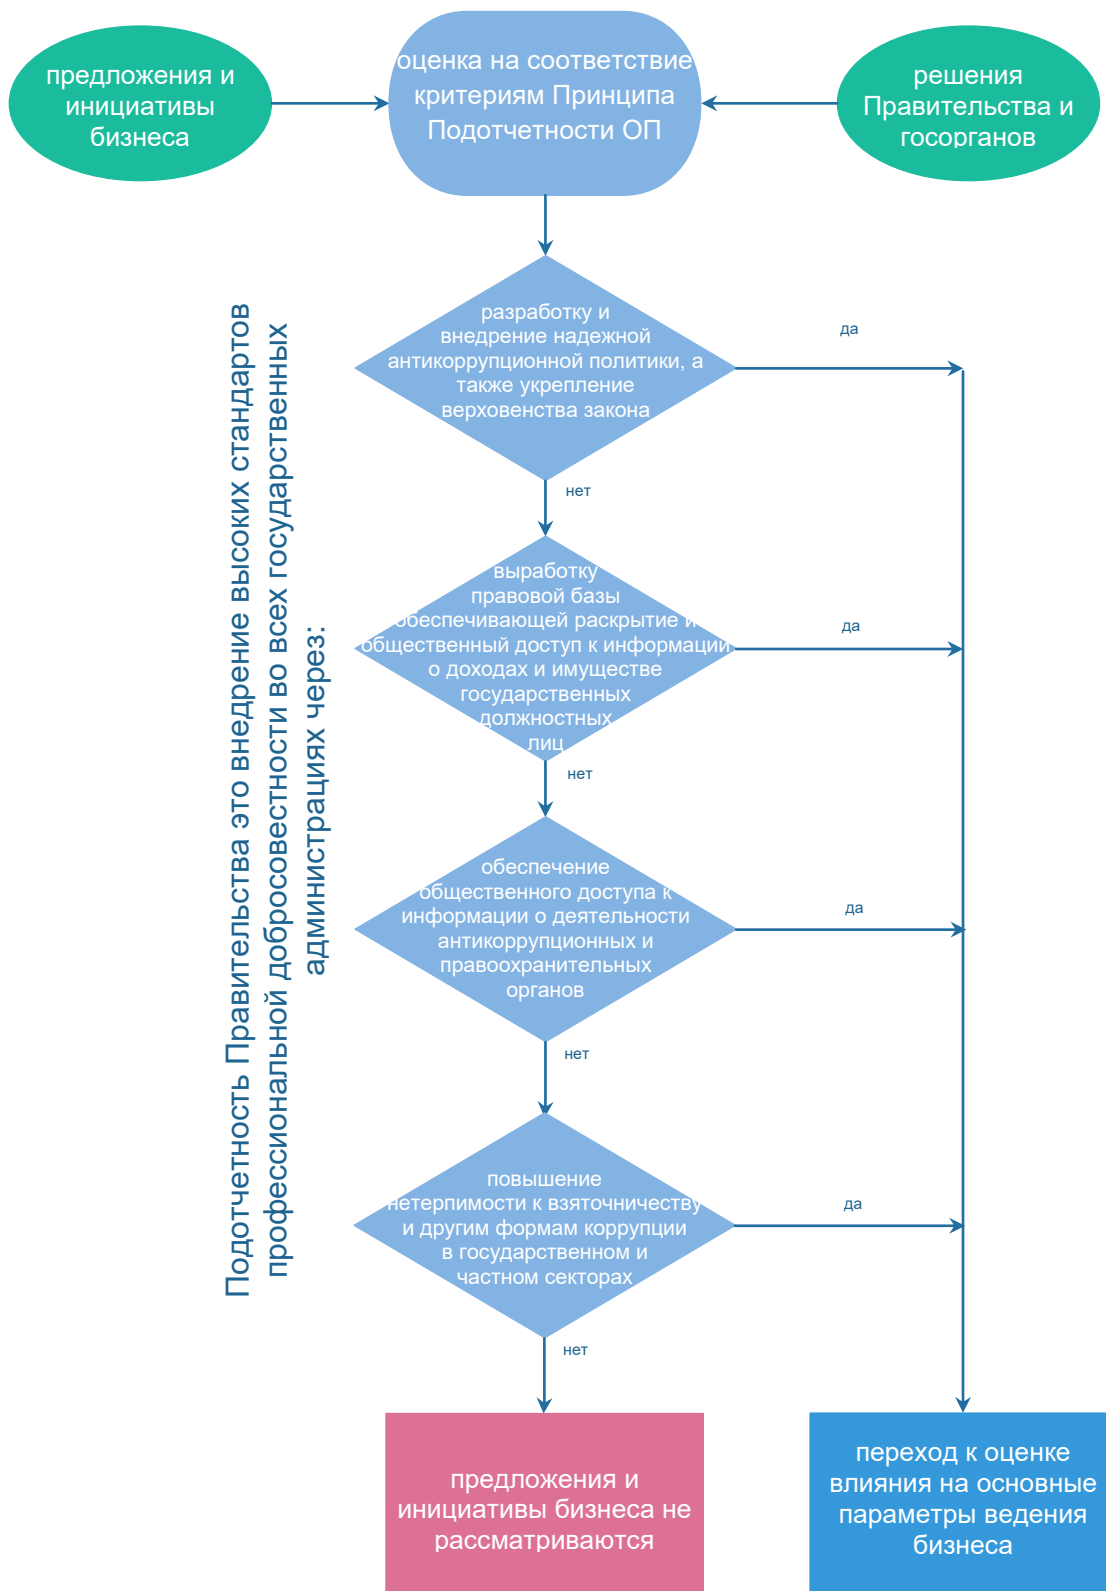 предложения и
инициативы
бизнеса
оценка на соответствие
критериям Принципа
Подотчетности ОП
решения
Правительства и
госорганов
Подотчетность Правительства это внедрение высоких стандартов
профессиональной добросовестности во всех государственных
администрациях через:
разработку и
внедрение надежной
антикоррупционной политики, а
также укрепление
верховенства закона
да
нет
выработку
правовой базы
обеспечивающей раскрытие и
общественный доступ к информации
о доходах и имуществе
государственных
должностных
лиц
да
нет
обеспечение
общественного доступа к
информации о деятельности
антикоррупционных и
правоохранительных
органов
да
нет
повышение
нетерпимости к взяточничеству
и другим формам коррупции
в государственном и
частном секторах
да
нет
предложения и
инициативы бизнеса не
рассматриваются
переход к оценке
влияния на основные
параметры ведения
бизнеса